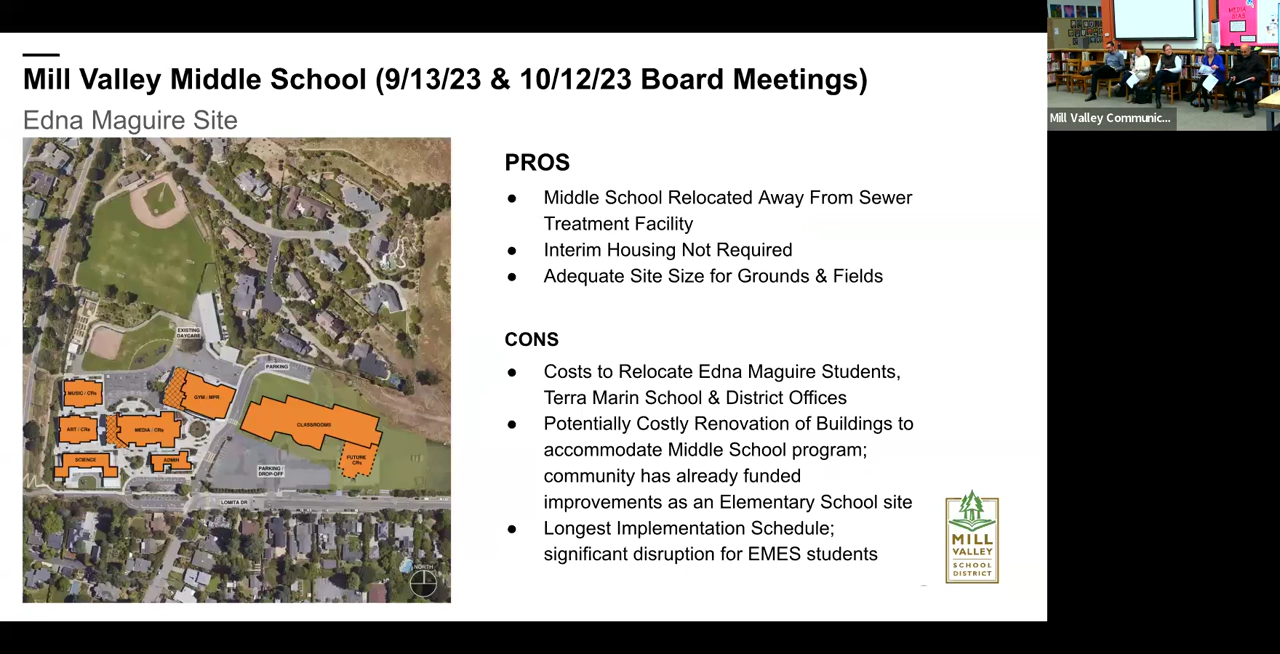 Mill Valley Middle School (9/13/23 & 10/12/23 Board Meetings)
Edna Maguire Site
PROS
● Middle School Relocated Away From Sewer
Treatment Facility
● Interim Housing Not Required
● Adequate Site Size for Grounds & Fields
CONS
● Costs to Relocate Edna Maguire Students,
Terra Marin School & District Offices
● Potentially Costly Renovation of Buildings to
accommodate Middle School program;
community has already funded
improvements as an Elementary School site
● Longest Implementation Schedule;
significant disruption for EMES students
EXISTING
DAYCARE
PARKING
MUSIC / CRs
GYM / MPR
ART / CRs
MEDIA / CRs
CLASSROOMS
SCIENCE
ADMIN
FUTURE
CRs
PARKING /
DROP-OFF
LOMITA DR
NORTH
MILL
VALLEY
SCHOOL
DISTRICT
MEDIA
BIAS
Mill Valley Communic...